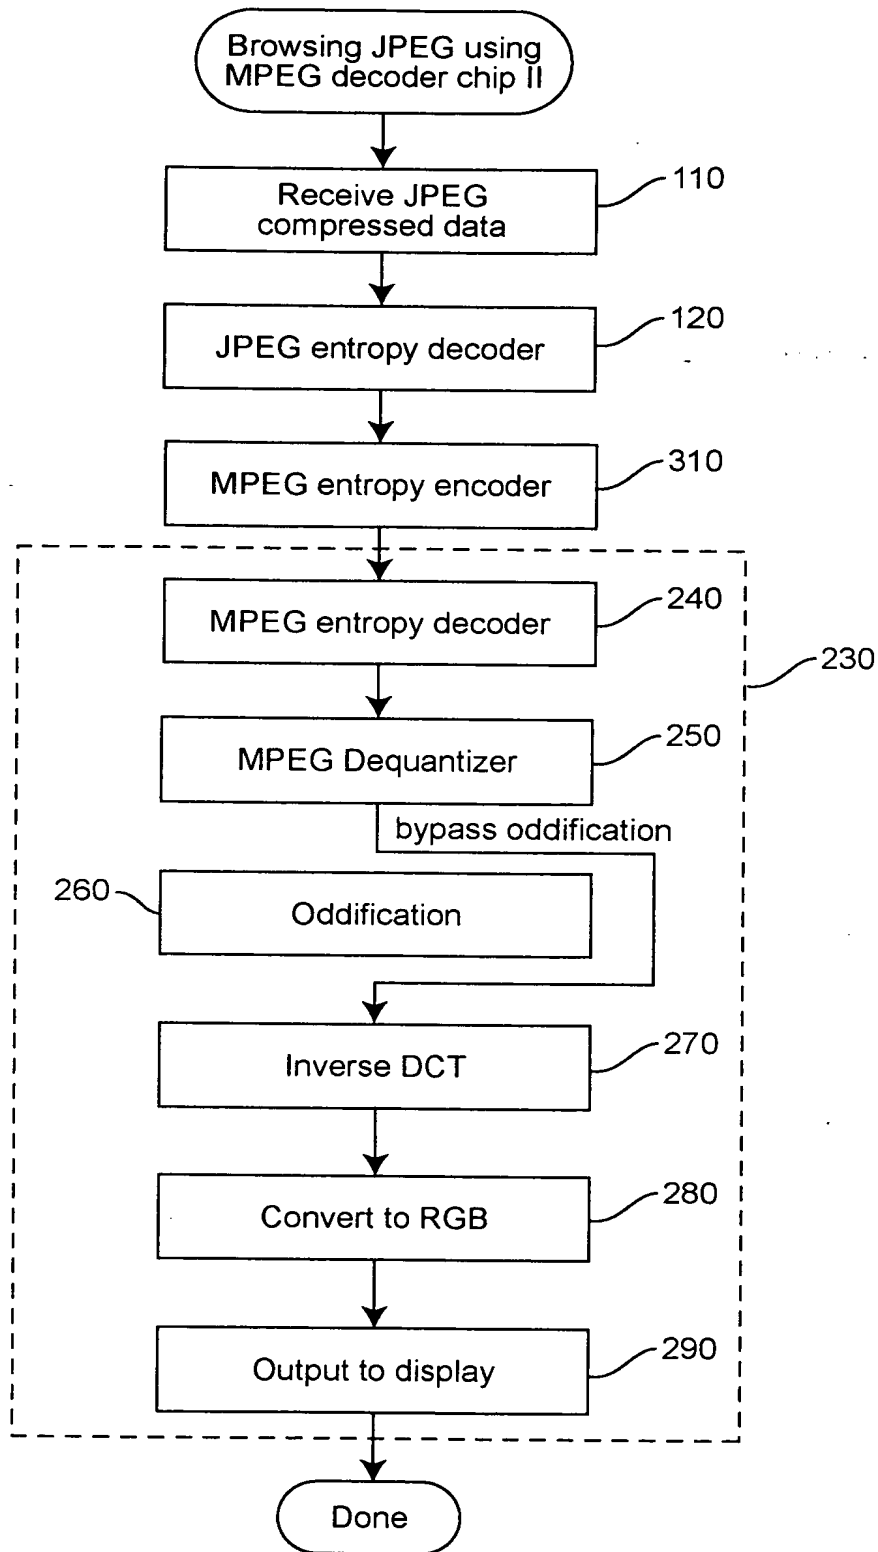 Browsing JPEG using
MPEG decoder chip II
Receive JPEG
compressed data
110
JPEG entropy decoder
120
MPEG entropy encoder
310
MPEG entropy decoder
240
230
MPEG Dequantizer
250
bypass oddification
260
Oddification
Inverse DCT
270
Convert to RGB
280
Output to display
290
Done